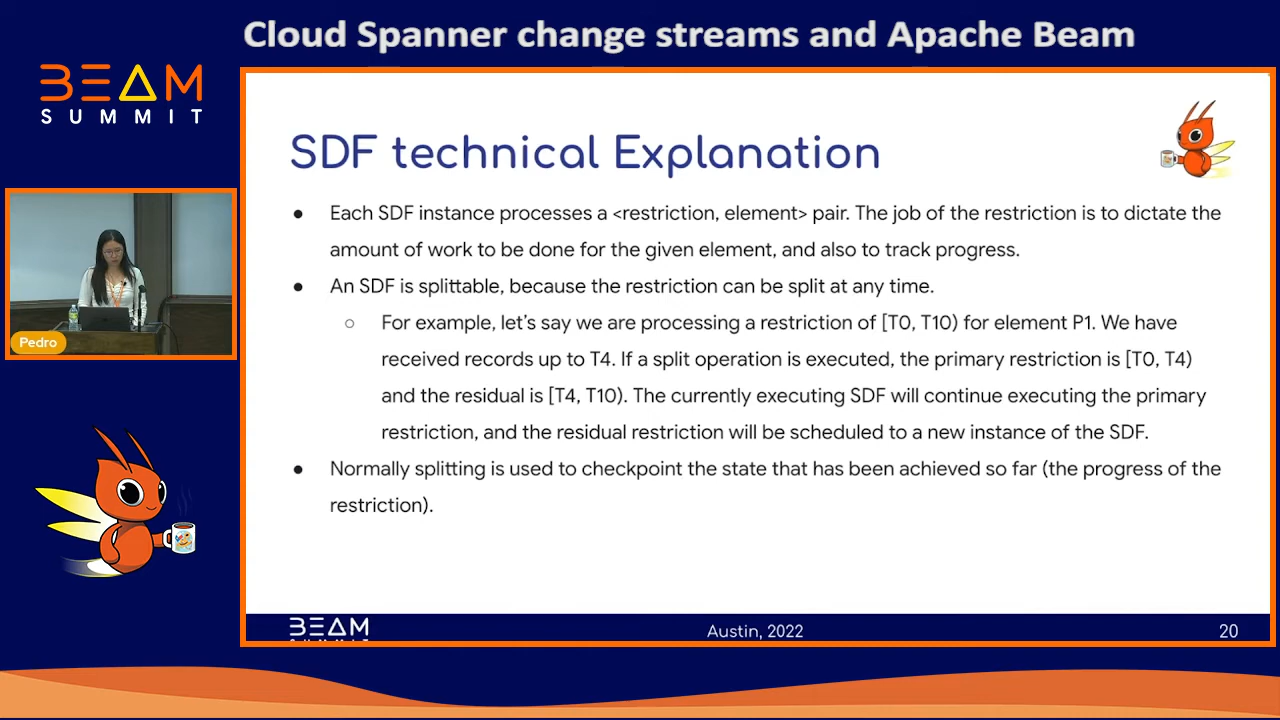 Cloud Spanner change streams and Apache Beam
BEAM
SUMMIT
SDF technical Explanation
● Each SDF instance processes a <restriction, element> pair. The job of the restriction is to dictate the
amount of work to be done for the given element, and also to track progress.
● An SDF is splittable, because the restriction can be split at any time.
○ For example, let's say we are processing a restriction of [T0, T10) for element P1. We have
received records up to T4. If a split operation is executed, the primary restriction is [T0, T4)
and the residual is [T4, T10). The currently executing SDF will continue executing the primary
restriction, and the residual restriction will be scheduled to a new instance of the SDF.
● Normally splitting is used to checkpoint the state that has been achieved so far (the progress of the
restriction).
Pedro
BEAM
Austin, 2022
20